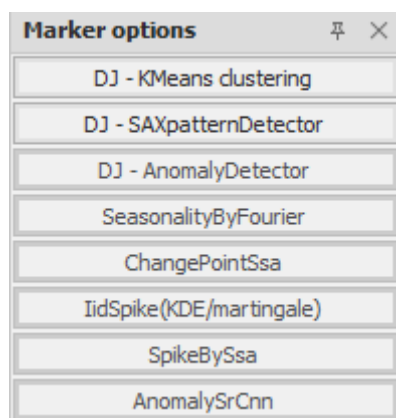 Marker options
DJ - KMeans clustering
DJ - SAXpatternDetector
DJ - AnomalyDetector
SeasonalityByFourier
ChangePointSsa
IidSpike(KDE/martingale)
SpikeBySsa
AnomalySrCnn